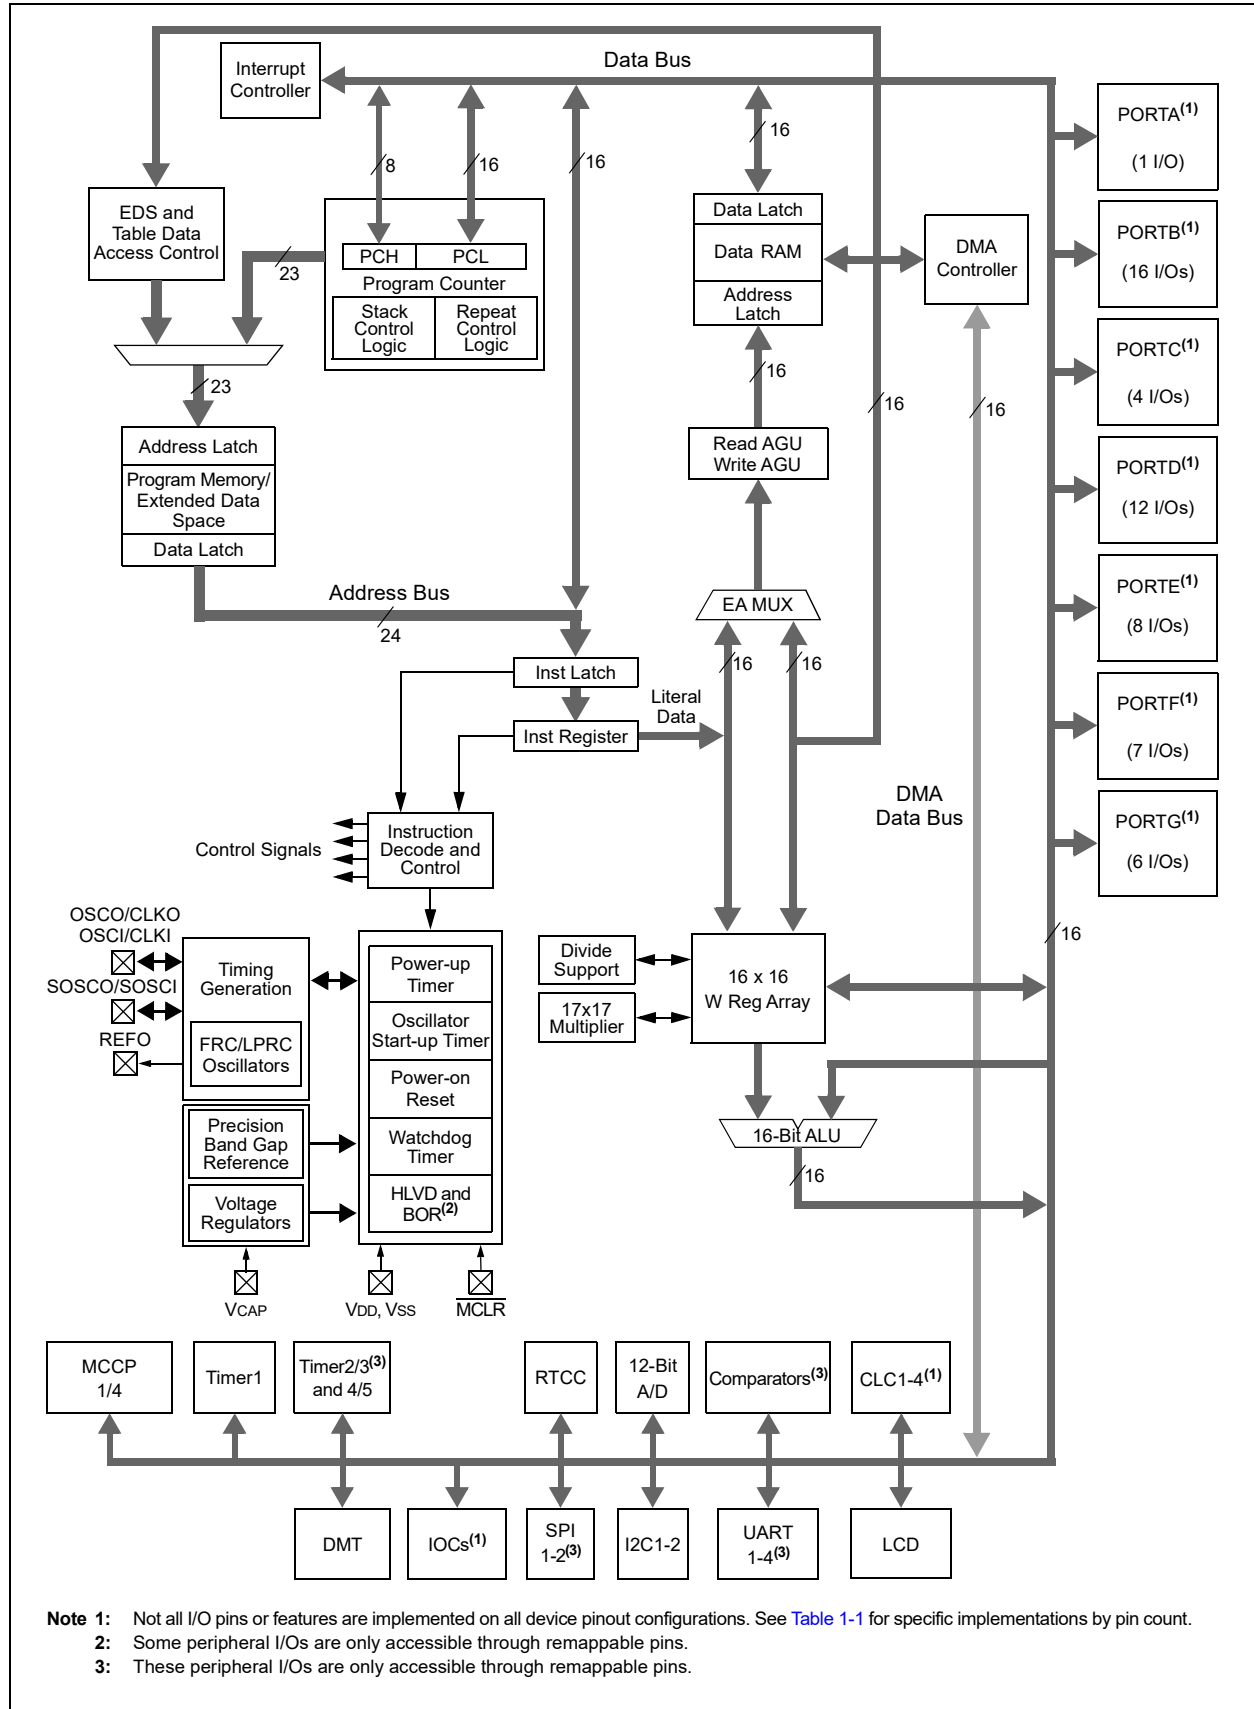 Data Bus
Interrupt
Controller
8
16
16
16
PORTA(1)
(1 I/O)
EDS and
Table Data
Access Control
23
PCH
PCL
Program Counter
Stack
Control
Logic
Repeat
Control
Logic
Data Latch
Data RAM
Address
Latch
DMA
Controller
PORTB(1)
(16 I/Os)
23
16
16
16
PORTC(1)
(4 I/Os)
Address Latch
Program Memory/
Extended Data
Space
Data Latch
Read AGU
Write AGU
PORTD(1)
(12 I/Os)
Address Bus
24
EA MUX
16
16
PORTE(1)
(8 I/Os)
Inst Latch
Inst Register
Literal
Data
PORTF(1)
(7 I/Os)
DMA
Data Bus
PORTG(1)
(6 I/Os)
Control Signals
Instruction
Decode and
Control
16
OSCO/CLKO
OSCI/CLKI
SOSCO/SOSCI
REFO
Timing
Generation
FRC/LPRC
Oscillators
Precision
Band Gap
Reference
Voltage
Regulators
Power-up
Timer
Oscillator
Start-up Timer
Power-on
Reset
Watchdog
Timer
HLVD and
BOR(2)
Divide
Support
17x17
Multiplier
16 x 16
W Reg Array
16-Bit ALU
16
VCAP
VDD, VSS
MCLR
MCCP
1/4
Timer1
Timer2/3(3)
and 4/5
RTCC
12-Bit
A/D
Comparators(3)
CLC1-4(1)
DMT
IOCs(1)
SPI
1-2(3)
I2C1-2
UART
1-4(3)
LCD
Note 1: Not all I/O pins or features are implemented on all device pinout configurations. See Table 1-1 for specific implementations by pin count.
2: Some peripheral I/Os are only accessible through remappable pins.
3: These peripheral I/Os are only accessible through remappable pins.